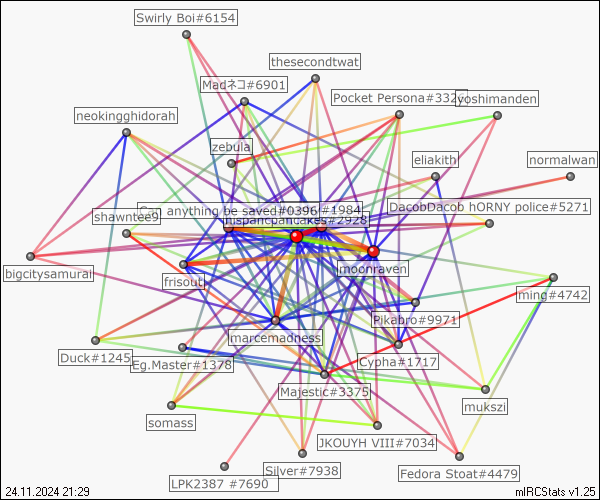 Swirly Boi#6154
thesecondtwat
Madネコ#6901
Pocket Persona#332
yoshimanden
neokingghidorah
zebula
eliakith
normalwan
DacobDacob hORNY police#5271
Can anything be saved#0396
#1984
shawntee9
mspancpancakes#2928
moonraven
bigcitysamurai
frisout
ming#4742
Pikabro#9971
marcemadness
Duck#1245
Eg.Master#1378
Cypha#1717
Majestic#3375
mukszi
somass
JKOUYH VIII#7034
Silver#7938
Fedora Stoat#4479
LPK2387 #7690
24.11.2024 21:29
mIRCStats v1.25